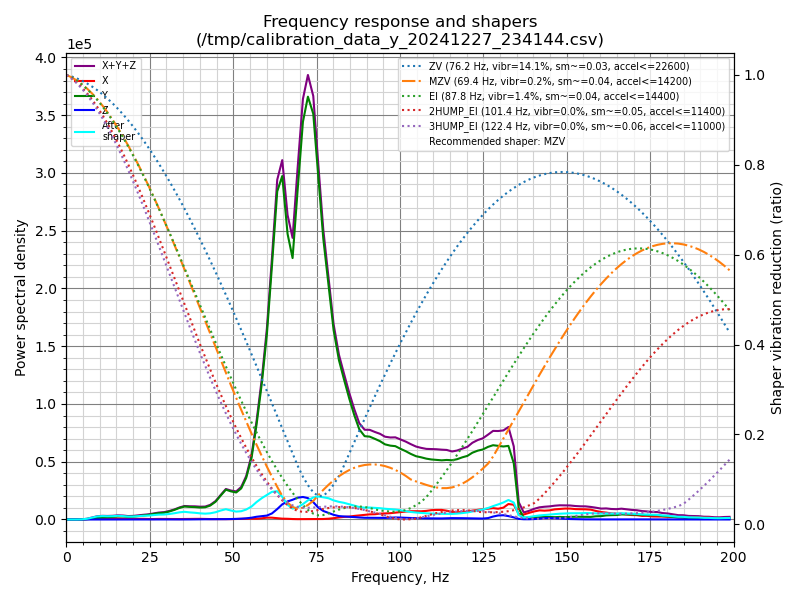 Frequency response and shapers
(/tmp/calibration_data_y_20241227_234144.csv)
1e5
X+Y+Z
X
Y
Z
After
shaper
ZV (76.2 Hz, vibr=14.1%, sm~=0.03, accel<=22600)
MZV (69.4 Hz, vibr=0.2%, sm~=0.04, accel<=14200)
EI (87.8 Hz, vibr=1.4%, sm~=0.04, accel<=14400)
2HUMP_EI (101.4 Hz, vibr=0.0%, sm~=0.05, accel<=11400)
3HUMP_EI (122.4 Hz, vibr=0.0%, sm~=0.06, accel<=11000)
Recommended shaper: MZV
Power spectral density
4.0
3.5
3.0
2.5
2.0
1.5
1.0
0.5
0.0
1.0
0.8
0.6
0.4
0.2
0.0
Shaper vibration reduction (ratio)
0 25 50 75 100 125 150 175 200
Frequency, Hz